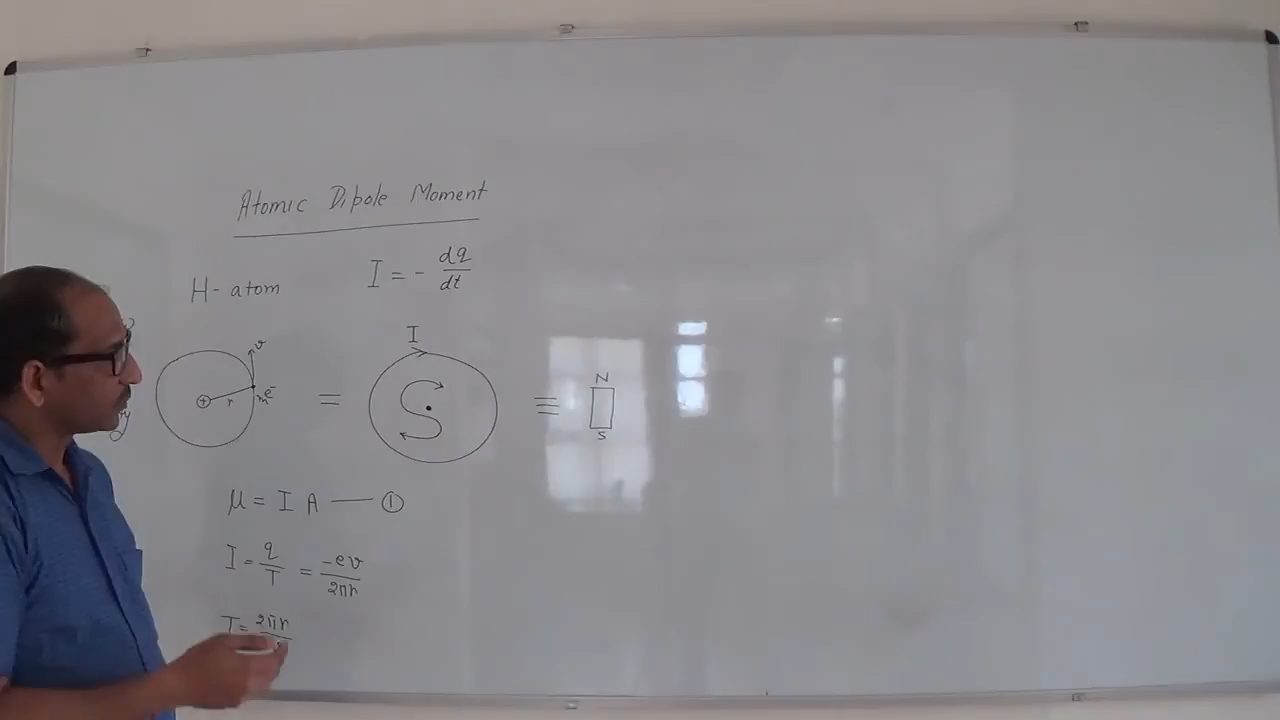 Atomic Dipole Moment
I = - dq/dt
H-atom
I
v
+
r
m e⁻
=
S
≡
N
S
μ = I A —— ①
I = q/T = -ev/2πr
T = 2πr